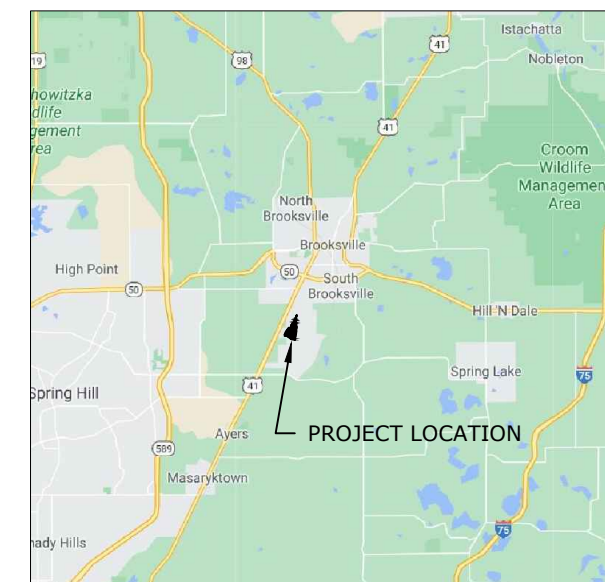 Istachatta
41
98
Nobleton
19
howitzka
dlife
gement
rea
41
Croom
Wildlife
Managemen
Area
North
Brooksville
Brooksville
High Point
50
South
Brooksville
50
Hill 'N Dale
Spring Lake
75
41
Spring Hill
PROJECT LOCATION
Ayers
589
Masaryktown
75
hady Hills